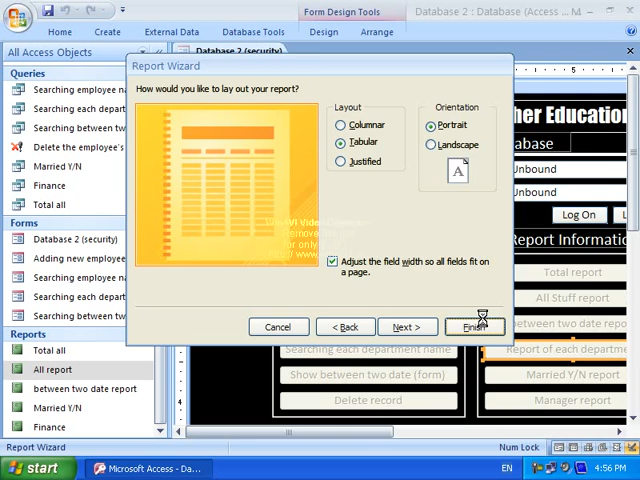 Form Design Tools
Database 2 : Database (Access ... M...
Home
Create
External Data
Database Tools
Design
Arrange
All Access Objects
Database 2 (security)
Queries
Searching employee na
Searching each departm
Searching between two
Delete the employee's
Married Y/N
Finance
Total all
Forms
Database 2 (security)
Adding new employee
Searching employee na
Searching each departm
Searching between two
Reports
Total all
All report
between two date report
Married Y/N
Finance
Report Wizard
How would you like to lay out your report?
Layout
Columnar
Tabular
Justified
Orientation
Portrait
Landscape
A
Adjust the field width so all fields fit on
a page.
Cancel
< Back
Next >
Finish
5
her Education
abase
Unbound
Unbound
Log On
L
Report Information
Total report
All Stuff report
between two date repo
Searching each department name
Report of each departme
Show between two date (form)
Married Y/N report
Delete record
Manager report
4
Report Wizard
Num Lock
start
Microsoft Access - Da...
EN
4:56 PM